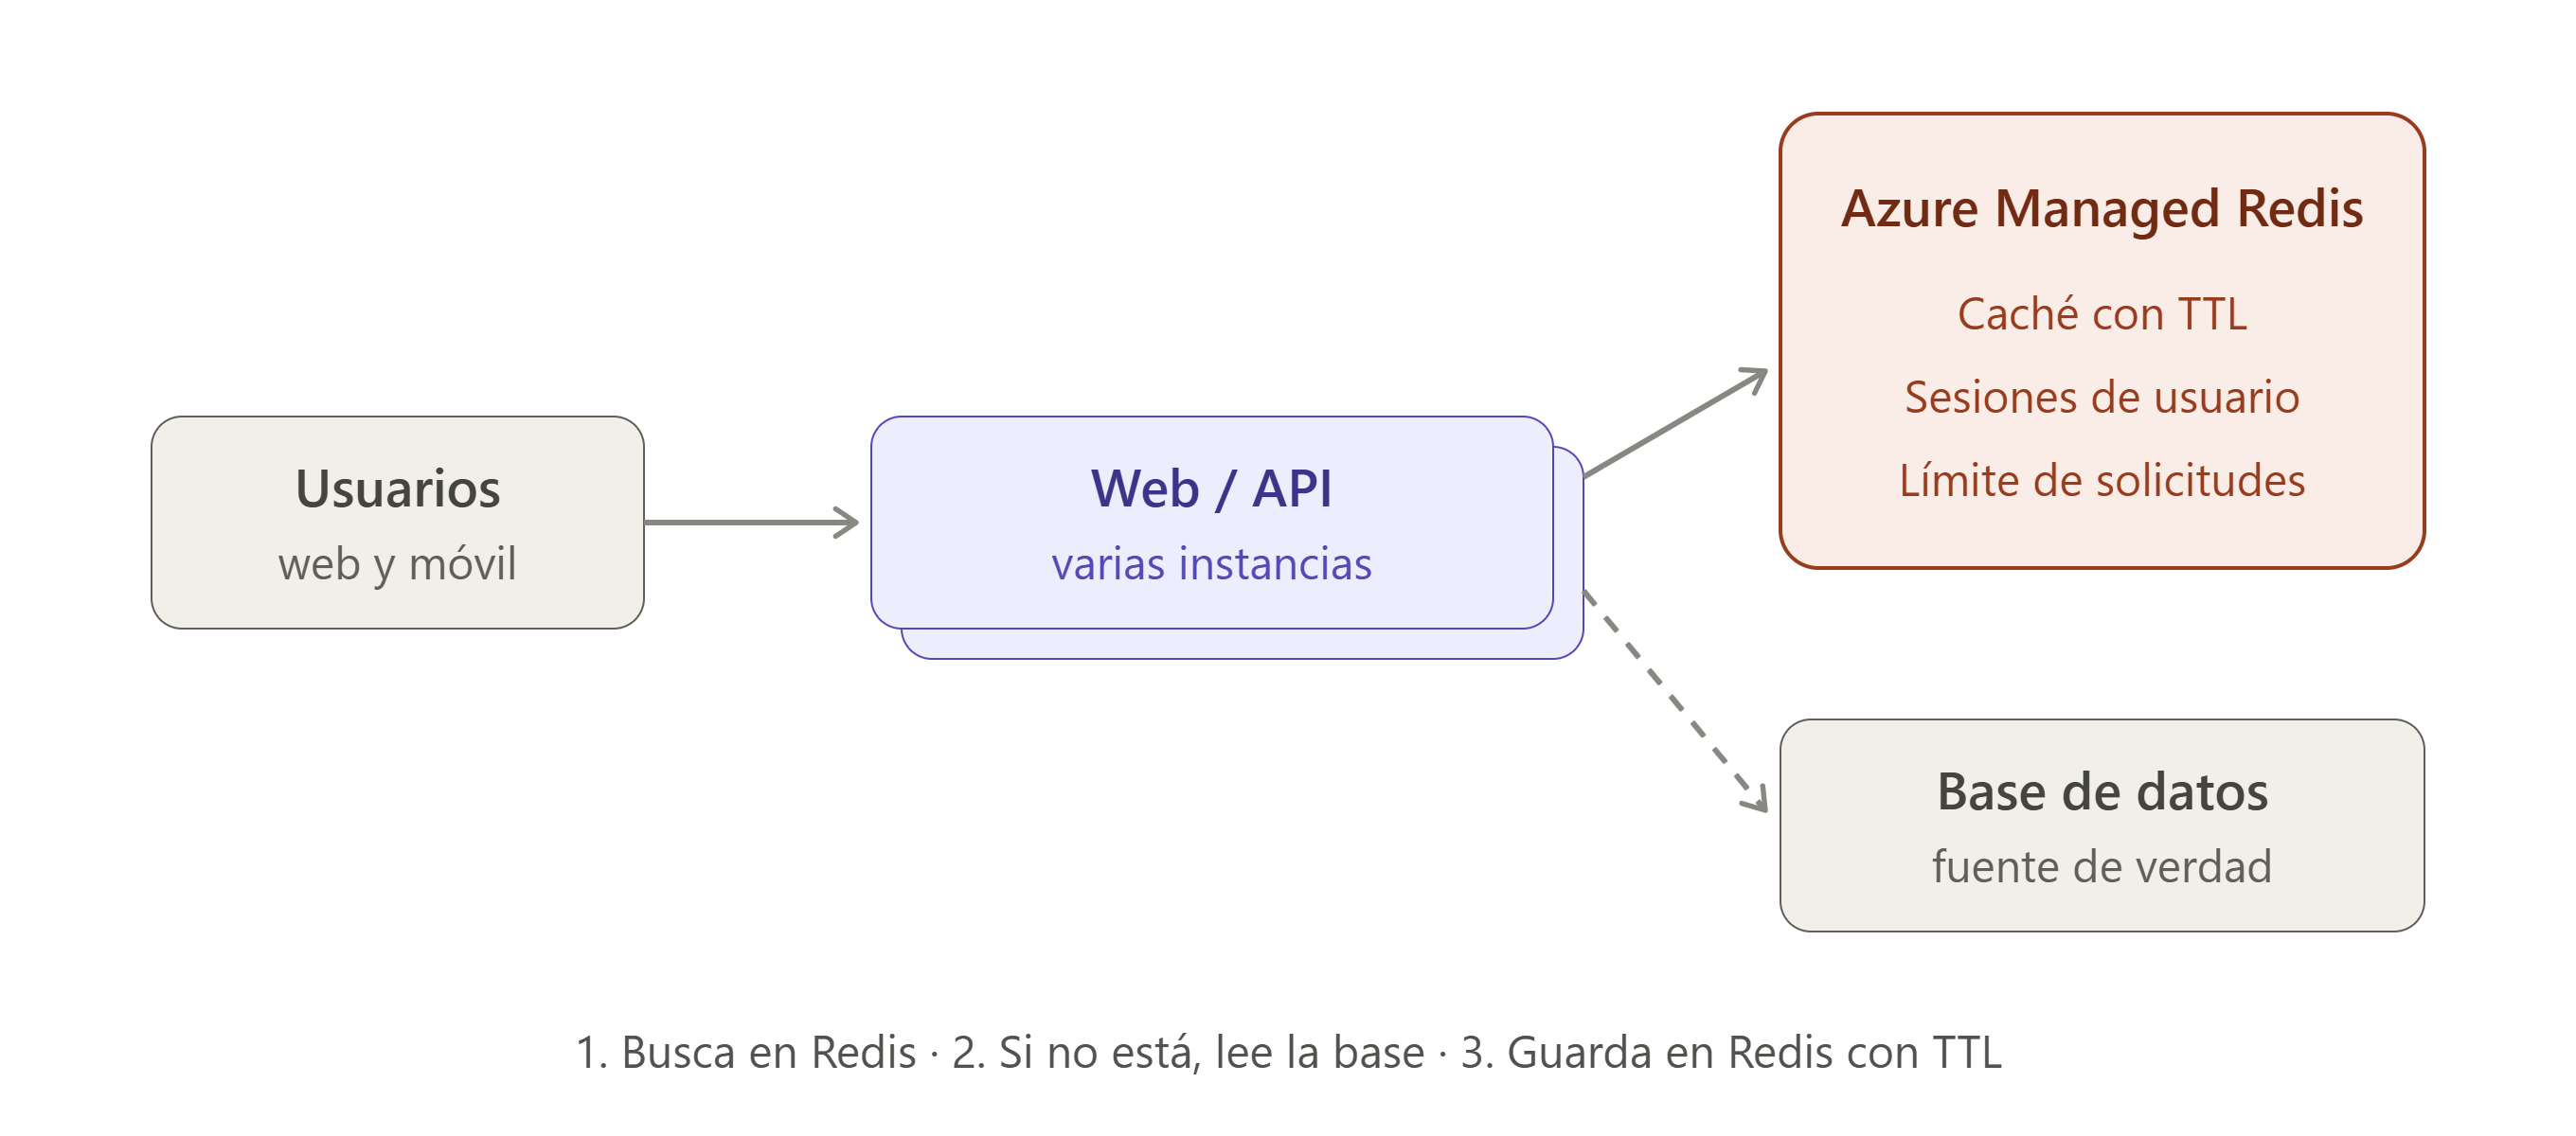 Usuarios
web y móvil
Web / API
varias instancias
Azure Managed Redis
Caché con TTL
Sesiones de usuario
Límite de solicitudes
Base de datos
fuente de verdad
1. Busca en Redis · 2. Si no está, lee la base · 3. Guarda en Redis con TTL